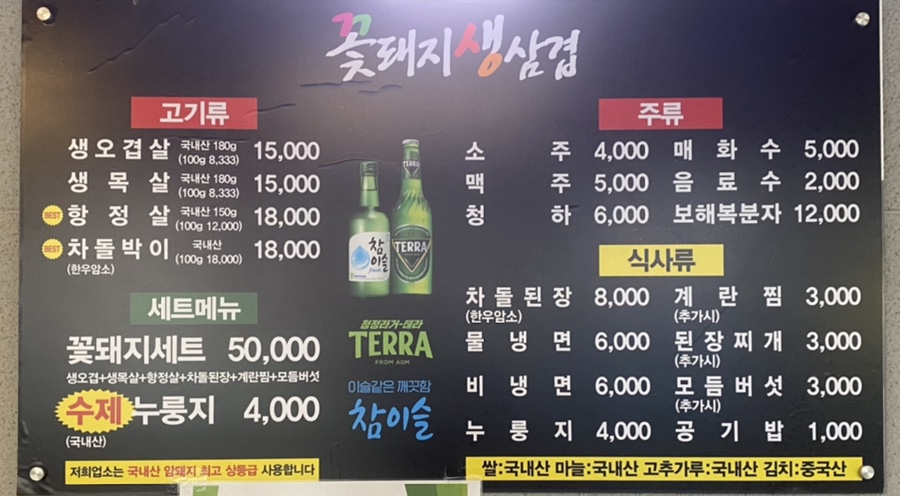 꽃돼지생삼겹
고기류
생오겹살 국내산 180g (100g 8,333) 15,000
생목살 국내산 180g (100g 8,333) 15,000
BEST 항정살 국내산 150g (100g 12,000) 18,000
BEST 차돌박이 국내산 (100g 18,000) 18,000
(한우암소)
세트메뉴
꽃돼지세트 50,000
생오겹+생목살+항정살+차돌된장+계란찜+모듬버섯
수제 누룽지 4,000
(국내산)
저희업소는 국내산 암돼지 최고 상등급 사용합니다
참이슬
fresh
TERRA
TERRA
청정라거-테라
TERRA
FROM AGM
이슬같은 깨끗함
참이슬
주류
소주 4,000 매화수 5,000
맥주 5,000 음료수 2,000
청하 6,000 보해복분자 12,000
식사류
차돌된장 8,000 계란찜 3,000
(한우암소) (추가시)
물냉면 6,000 된장찌개 3,000
(추가시)
비냉면 6,000 모듬버섯 3,000
(추가시)
누룽지 4,000 공기밥 1,000
쌀:국내산 마늘:국내산 고추가루:국내산 김치:중국산